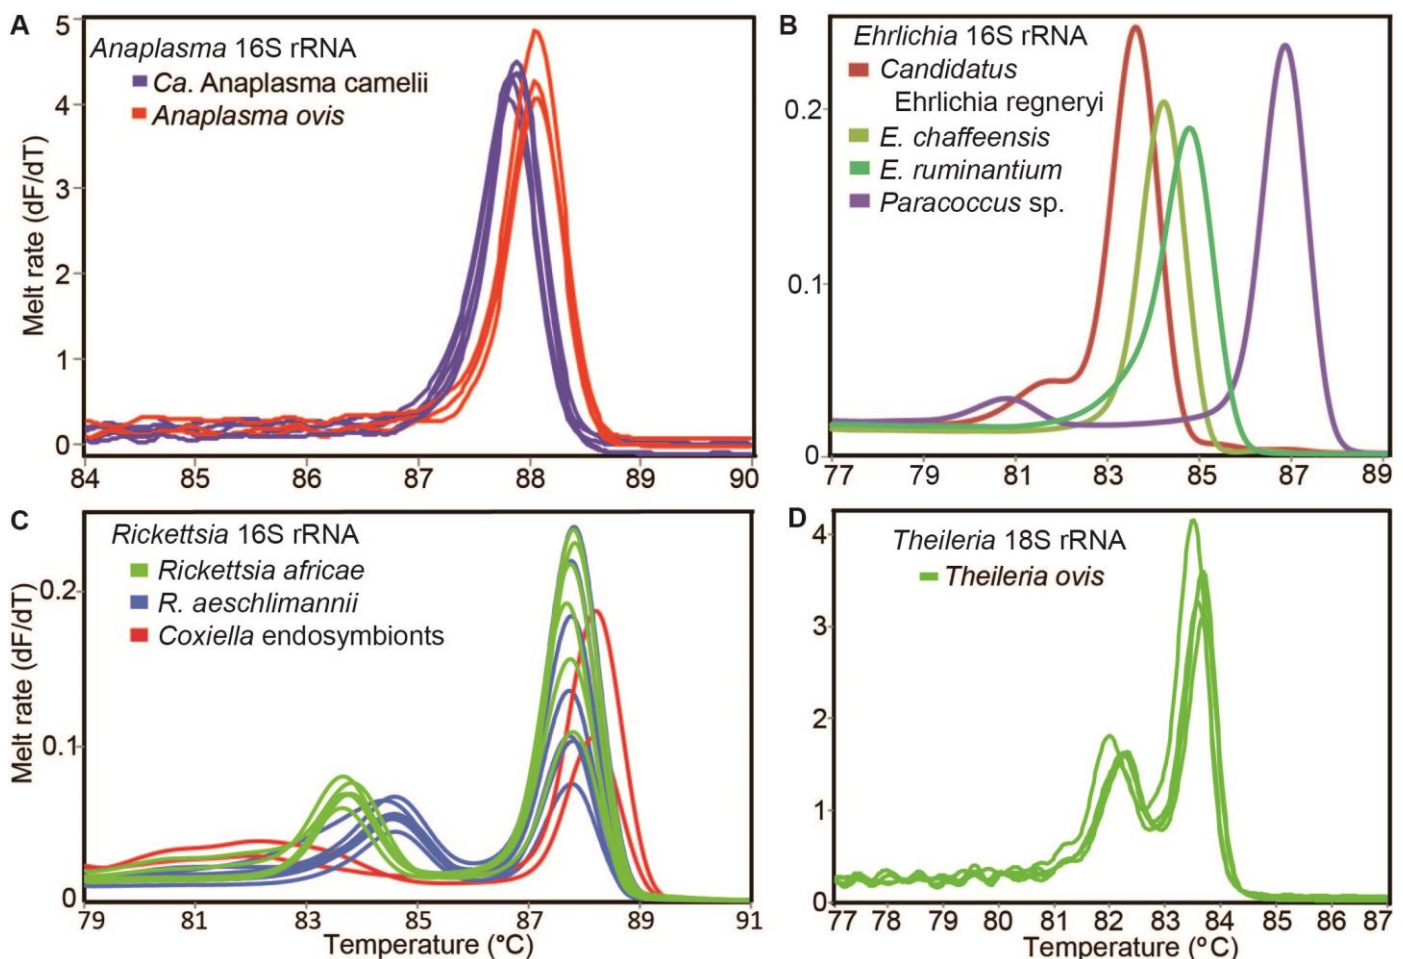 A
Anaplasma 16S rRNA
Ca. Anaplasma camelii
Anaplasma ovis
Melt rate (dF/dT)
5
4
3
2
1
0
84 85 86 87 88 89 90
B
Ehrlichia 16S rRNA
Candidatus
Ehrlichia regneryi
E. chaffeensis
E. ruminantium
Paracoccus sp.
0.2
0.1
0
77 79 81 83 85 87 89
C
Rickettsia 16S rRNA
Rickettsia africae
R. aeschlimannii
Coxiella endosymbionts
Melt rate (dF/dT)
0.2
0.1
0
79 81 83 85 87 89 91
Temperature (°C)
D
Theileria 18S rRNA
Theileria ovis
4
3
2
1
0
77 78 79 80 81 82 83 84 85 86 87
Temperature (°C)